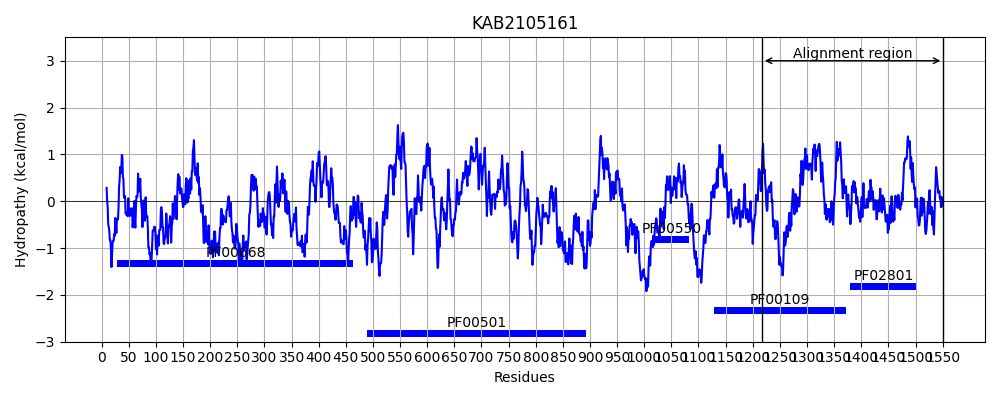 KAB2105161
Hydropathy (kcal/mol)
3
2
1
0
−1
−2
−3
Alignment region
PF00550
PF00668
PF02801
PF00109
PF00501
0 50 100 150 200 250 300 350 400 450 500 550 600 650 700 750 800 850 900 950 1000 1050 1100 1150 1200 1250 1300 1350 1400 1450 1500 1550
Residues